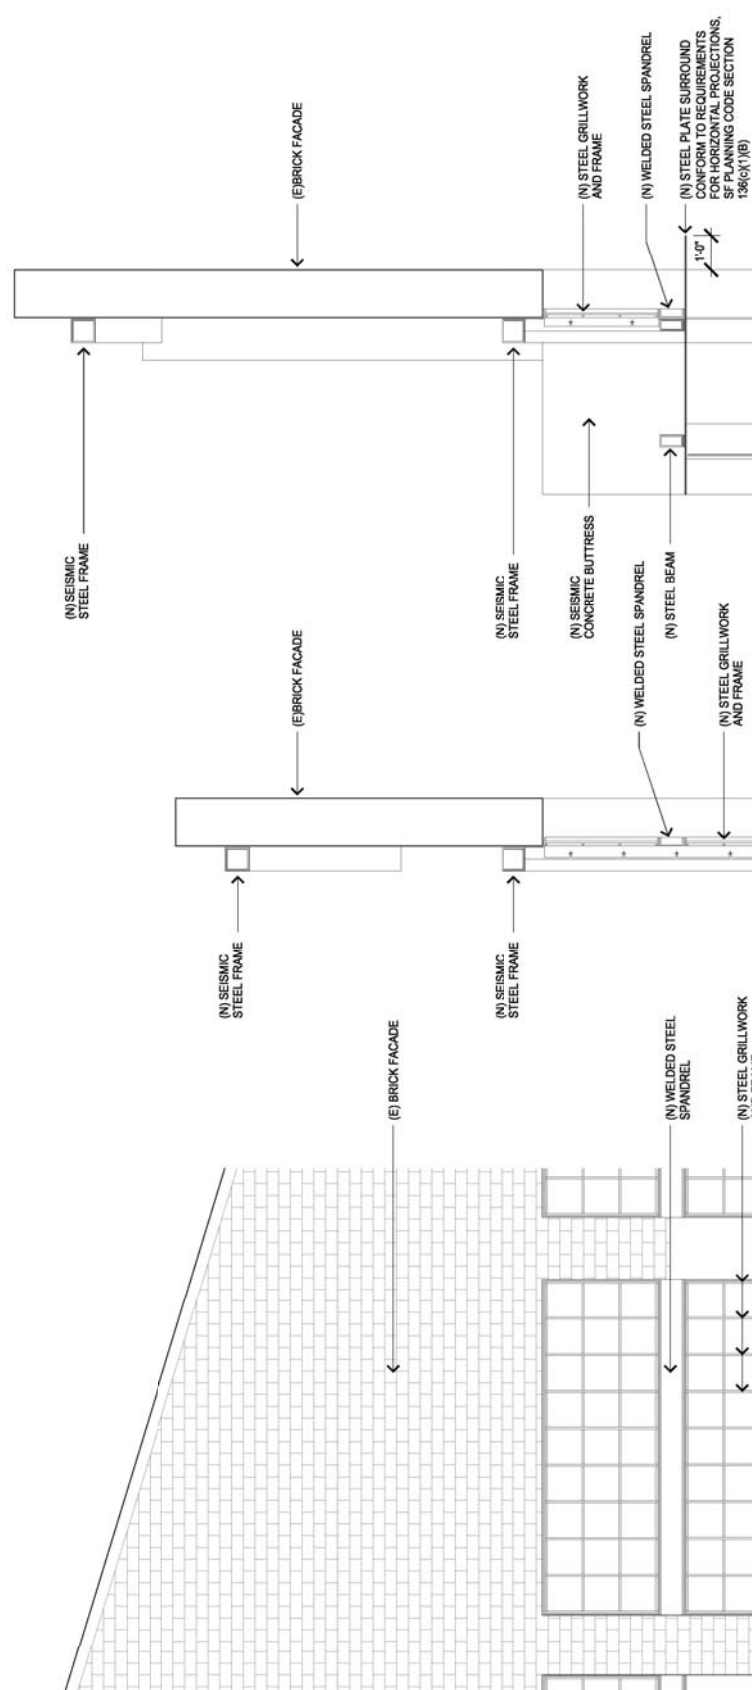 (E)BRICK FACADE
(N) STEEL GRILLWORK
AND FRAME
(N) WELDED STEEL SPANDREL
(N) STEEL PLATE SURROUND
CONFORM TO REQUIREMENTS
FOR HORIZONTAL PROJECTIONS,
SF PLANNING CODE SECTION
136(c)(1)(B)
1'-0"
(N) SEISMIC
STEEL FRAME
(N) SEISMIC
STEEL FRAME
(N) SEISMIC
CONCRETE BUTTRESS
(N) STEEL BEAM
(E)BRICK FACADE
(N) WELDED STEEL SPANDREL
(N) STEEL GRILLWORK
AND FRAME
(N) SEISMIC
STEEL FRAME
(N) SEISMIC
STEEL FRAME
(E) BRICK FACADE
(N) WELDED STEEL
SPANDREL
(N) STEEL GRILLWORK